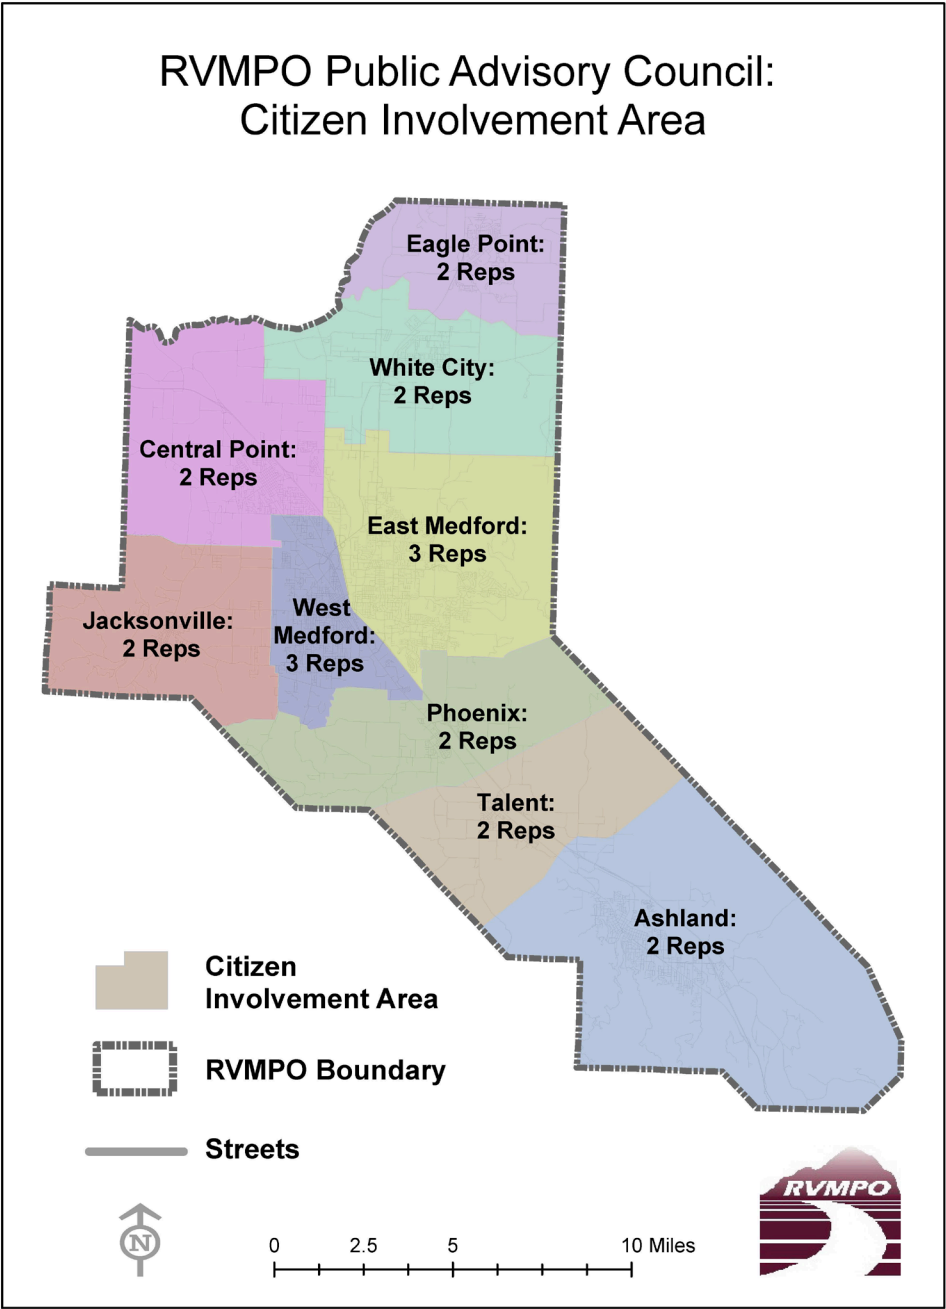 RVMPO Public Advisory Council:
Citizen Involvement Area
Eagle Point:
2 Reps
White City:
2 Reps
Central Point:
2 Reps
East Medford:
3 Reps
Jacksonville:
2 Reps
West
Medford:
3 Reps
Phoenix:
2 Reps
Talent:
2 Reps
Ashland:
2 Reps
Citizen
Involvement Area
RVMPO Boundary
Streets
N
0 2.5 5 10 Miles
RVMPO